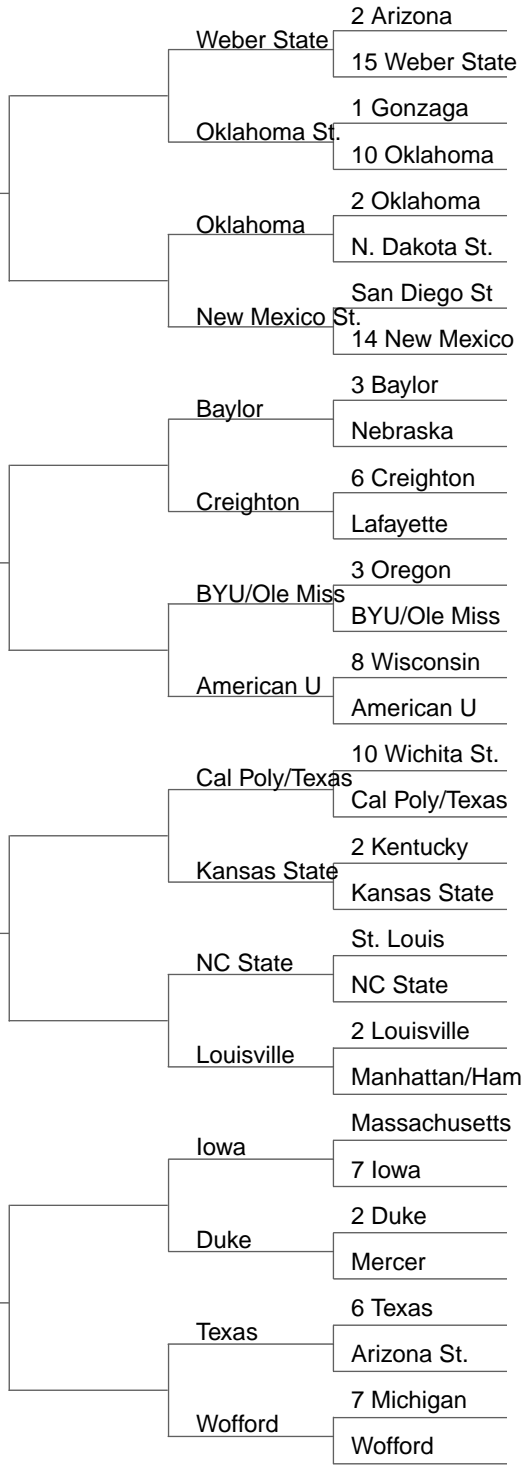 2 Arizona
Weber State
15 Weber State
1 Gonzaga
Oklahoma St.
10 Oklahoma
2 Oklahoma
Oklahoma
N. Dakota St.
San Diego St
New Mexico St.
14 New Mexico
3 Baylor
Baylor
Nebraska
6 Creighton
Creighton
Lafayette
3 Oregon
BYU/Ole Miss
BYU/Ole Miss
8 Wisconsin
American U
American U
10 Wichita St.
Cal Poly/Texas
Cal Poly/Texas
2 Kentucky
Kansas State
Kansas State
St. Louis
NC State
NC State
2 Louisville
Louisville
Manhattan/Ham
Massachusetts
Iowa
7 Iowa
2 Duke
Duke
Mercer
6 Texas
Texas
Arizona St.
7 Michigan
Wofford
Wofford